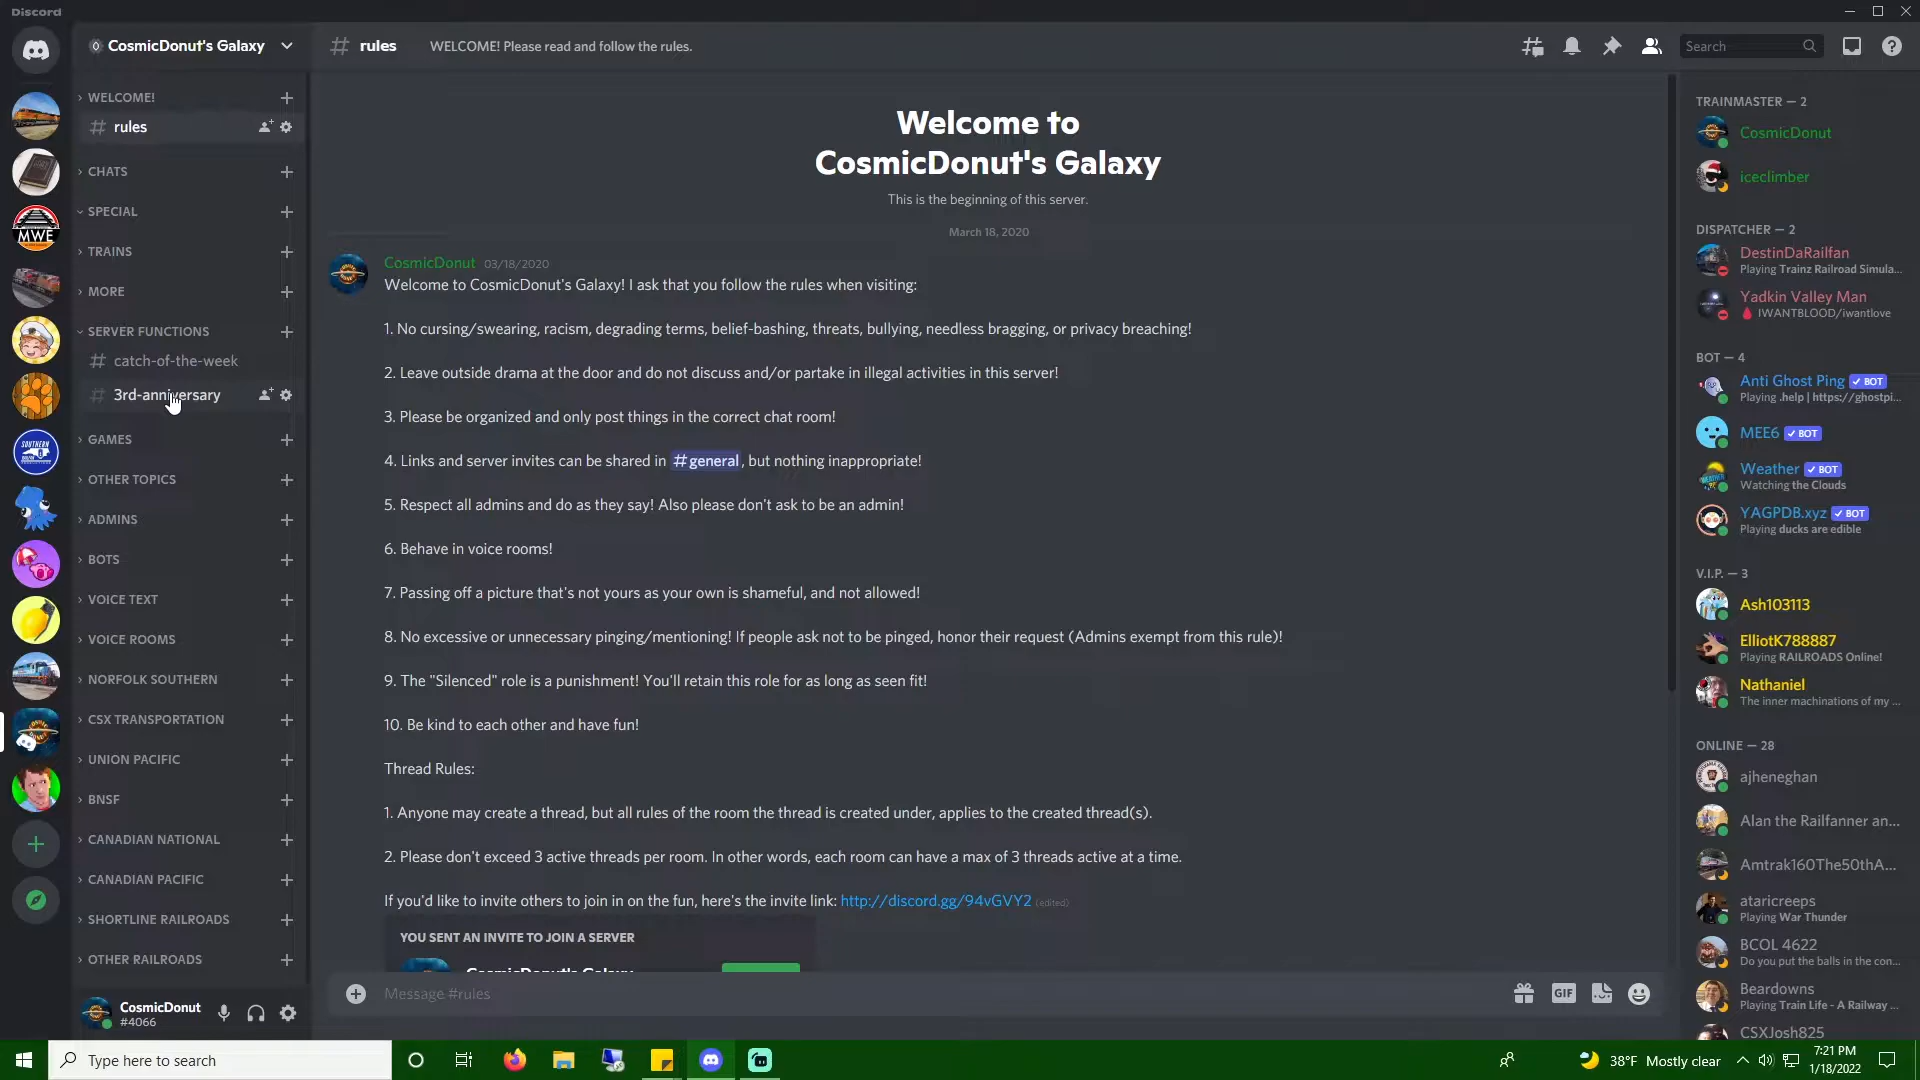 Discord
CosmicDonut's Galaxy
# rules
WELCOME! Please read and follow the rules.
Search
WELCOME!
rules
CHATS
SPECIAL
TRAINS
MORE
SERVER FUNCTIONS
catch-of-the-week
3rd-anniversary
GAMES
OTHER TOPICS
ADMINS
BOTS
VOICE TEXT
VOICE ROOMS
NORFOLK SOUTHERN
CSX TRANSPORTATION
UNION PACIFIC
BNSF
CANADIAN NATIONAL
CANADIAN PACIFIC
SHORTLINE RAILROADS
OTHER RAILROADS
MWE
SOUTHERN
CosmicDonut
#4066
Welcome to
CosmicDonut's Galaxy
This is the beginning of this server.
March 18, 2020
CosmicDonut 03/18/2020
Welcome to CosmicDonut's Galaxy! I ask that you follow the rules when visiting:
1. No cursing/swearing, racism, degrading terms, belief-bashing, threats, bullying, needless bragging, or privacy breaching!
2. Leave outside drama at the door and do not discuss and/or partake in illegal activities in this server!
3. Please be organized and only post things in the correct chat room!
4. Links and server invites can be shared in #general, but nothing inappropriate!
5. Respect all admins and do as they say! Also please don't ask to be an admin!
6. Behave in voice rooms!
7. Passing off a picture that's not yours as your own is shameful, and not allowed!
8. No excessive or unnecessary pinging/mentioning! If people ask not to be pinged, honor their request (Admins exempt from this rule)!
9. The "Silenced" role is a punishment! You'll retain this role for as long as seen fit!
10. Be kind to each other and have fun!
Thread Rules:
1. Anyone may create a thread, but all rules of the room the thread is created under, applies to the created thread(s).
2. Please don't exceed 3 active threads per room. In other words, each room can have a max of 3 threads active at a time.
If you'd like to invite others to join in on the fun, here's the invite link: http://discord.gg/94vGVY2 (edited)
YOU SENT AN INVITE TO JOIN A SERVER
CosmicDonut's Galaxy
Message #rules
GIF
TRAINMASTER — 2
CosmicDonut
iceclimber
DISPATCHER — 2
DestinDaRailfan
Playing Trainz Railroad Simula...
Yadkin Valley Man
IWANTBLOOD/iwantlove
BOT — 4
Anti Ghost Ping ✓ BOT
Playing .help | https://ghostpi...
MEE6 ✓ BOT
Weather ✓ BOT
Watching the Clouds
YAGPDB.xyz ✓ BOT
Playing ducks are edible
V.I.P. — 3
Ash103113
ElliotK788887
Playing RAILROADS Online!
Nathaniel
The inner machinations of my ...
ONLINE — 28
ajheneghan
Alan the Railfanner an...
Amtrak160The50thA...
ataricreeps
Playing War Thunder
BCOL 4622
Do you put the balls in the con...
Beardowns
Playing Train Life - A Railway ...
CSXJosh825
Type here to search
38°F Mostly clear
7:21 PM
1/18/2022